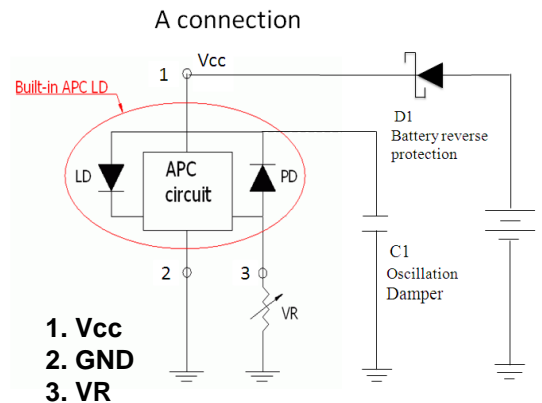 A connection
1
Vcc
Built-in APC LD
D1
Battery reverse
protection
LD
APC
circuit
PD
C1
Oscillation
Damper
2
3
VR
1. Vcc
2. GND
3. VR